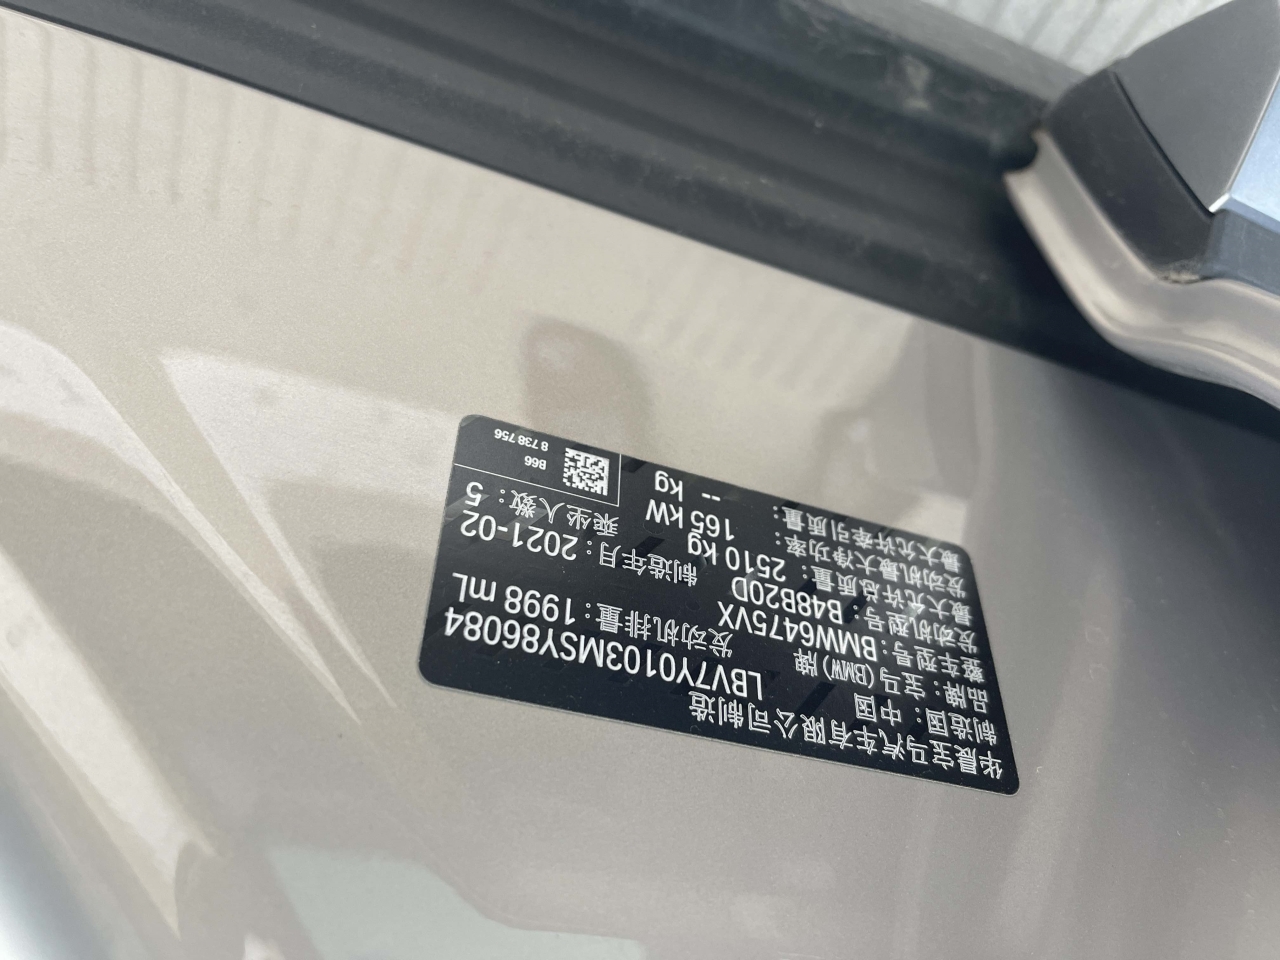 华晨宝马汽车有限公司制造
制造国：中国 LBV7Y0103MSY86084
品牌：宝马(BMW)牌
整车型号：BMW6475VX 发动机排量：1998 mL
发动机型号：B48B20D
最大允许总质量：2510 kg 制造年月：2021-02
发动机最大净功率：165 kW 乘坐人数：5
最大允许牵引质量：-- kg
B66
8 738 756